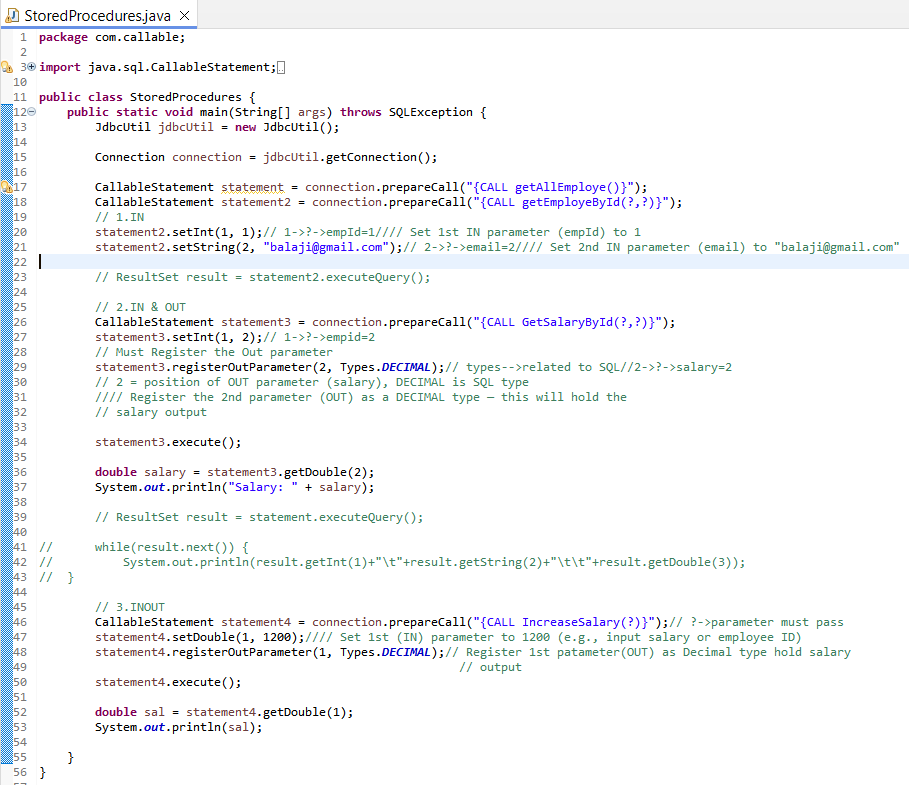 StoredProcedures.java
1 package com.callable;
2
3 import java.sql.CallableStatement;
10
11 public class StoredProcedures {
12 public static void main(String[] args) throws SQLException {
13 JdbcUtil jdbcUtil = new JdbcUtil();
14
15 Connection connection = jdbcUtil.getConnection();
16
17 CallableStatement statement = connection.prepareCall("{CALL getAllEmploye()}");
18 CallableStatement statement2 = connection.prepareCall("{CALL getEmployeById(?,?)}");
19 // 1.IN
20 statement2.setInt(1, 1);// 1->?->empId=1//// Set 1st IN parameter (empId) to 1
21 statement2.setString(2, "balaji@gmail.com");// 2->?->email=2//// Set 2nd IN parameter (email) to "balaji@gmail.com"
22
23 // ResultSet result = statement2.executeQuery();
24
25 // 2.IN & OUT
26 CallableStatement statement3 = connection.prepareCall("{CALL GetSalaryById(?,?)}");
27 statement3.setInt(1, 2);// 1->?->empid=2
28 // Must Register the Out parameter
29 statement3.registerOutParameter(2, Types.DECIMAL);// types-->related to SQL//2->?->salary=2
30 // 2 = position of OUT parameter (salary), DECIMAL is SQL type
31 //// Register the 2nd parameter (OUT) as a DECIMAL type — this will hold the
32 // salary output
33
34 statement3.execute();
35
36 double salary = statement3.getDouble(2);
37 System.out.println("Salary: " + salary);
38
39 // ResultSet result = statement.executeQuery();
40
41 // while(result.next()) {
42 // System.out.println(result.getInt(1)+"\t"+result.getString(2)+"\t\t"+result.getDouble(3));
43 // }
44
45 // 3.INOUT
46 CallableStatement statement4 = connection.prepareCall("{CALL IncreaseSalary(?)}");// ?->parameter must pass
47 statement4.setDouble(1, 1200);//// Set 1st (IN) parameter to 1200 (e.g., input salary or employee ID)
48 statement4.registerOutParameter(1, Types.DECIMAL);// Register 1st patameter(OUT) as Decimal type hold salary
49 // output
50 statement4.execute();
51
52 double sal = statement4.getDouble(1);
53 System.out.println(sal);
54
55 }
56 }